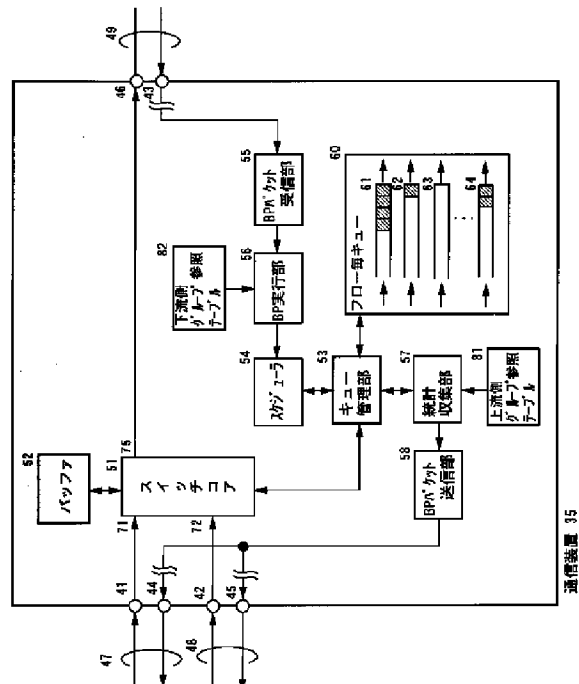 49
46
43
55
BPパケット
受信部
60
フロー毎キュー
61
62
63
64
82
下流側
グループ参照
テーブル
56
BP実行部
54
スケジューラ
53
キュー
管理部
57
統計
収集部
81
上流側
グループ参照
テーブル
58
BPパケット
送信部
52
バッファ
51
75
スイッチコア
71
72
41
44
42
45
47
48
通信装置 35